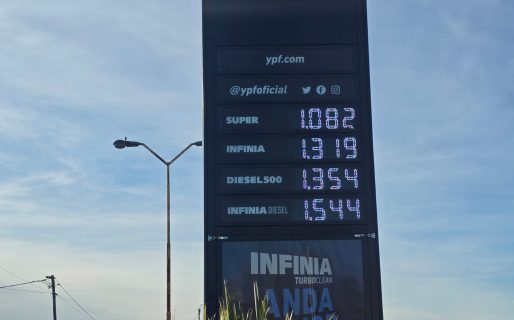 ypf.com
@ypfoficial
SUPER 1.082
INFINIA 1.319
DIESEL500 1.354
INFINIA DIESEL 1.544
INFINIA
TURBOCLEAN
ANDA